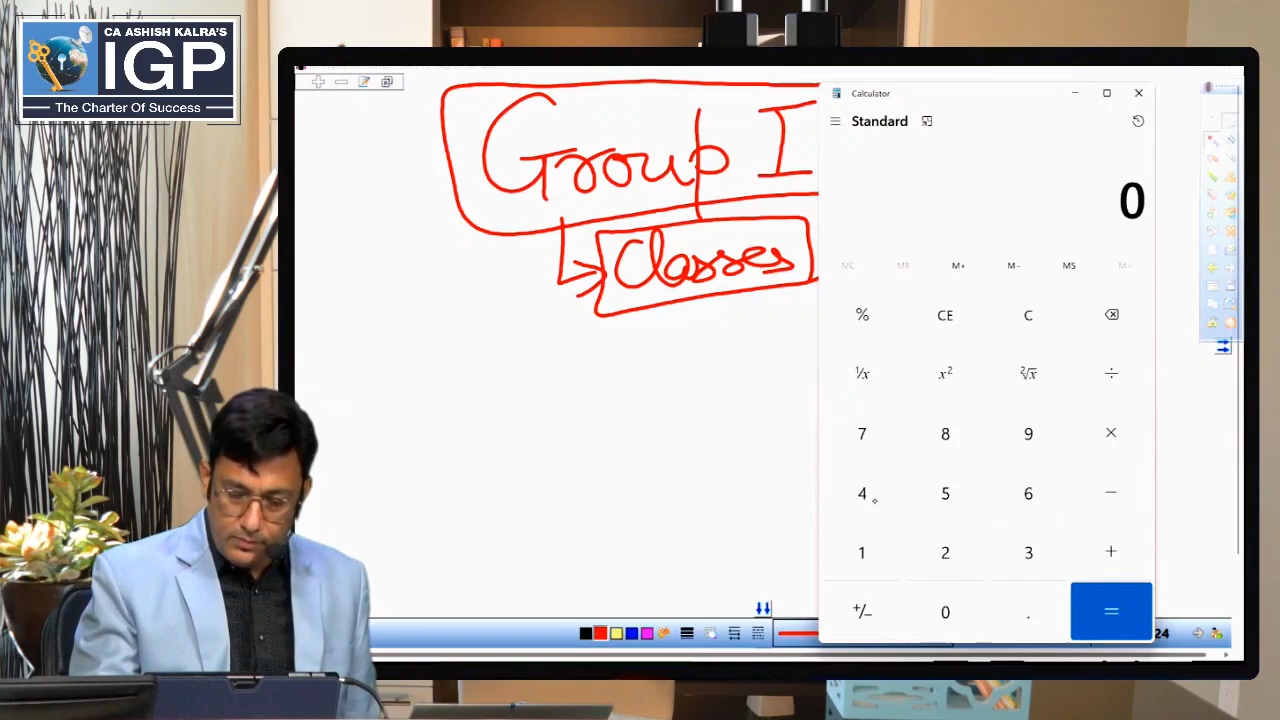 CA ASHISH KALRA'S
IGP
The Charter Of Success
Group I
Classes
Calculator
Standard
0
MC MR M+ M- MS M˅
% CE C
¹/x x² ²√x ÷
7 8 9 ×
4 5 6 −
1 2 3 +
+/− 0 . =
24